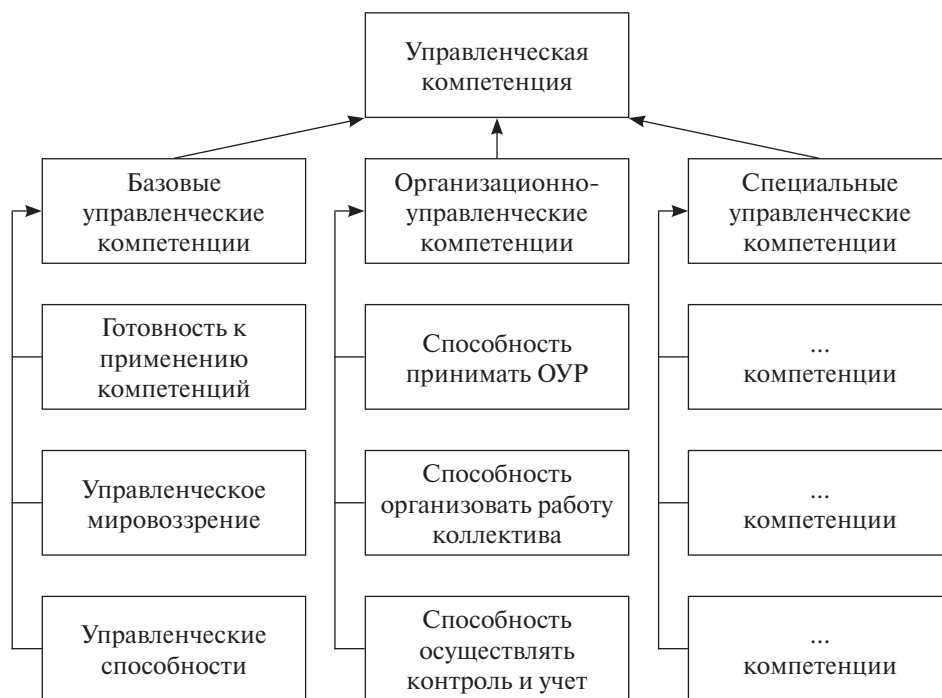 Управленческая
компетенция
Базовые
управленческие
компетенции
Организационно-
управленческие
компетенции
Специальные
управленческие
компетенции
Готовность к
применению
компетенций
Способность
принимать ОУР
...
компетенции
Управленческое
мировоззрение
Способность
организовать работу
коллектива
...
компетенции
Управленческие
способности
Способность
осуществлять
контроль и учет
...
компетенции